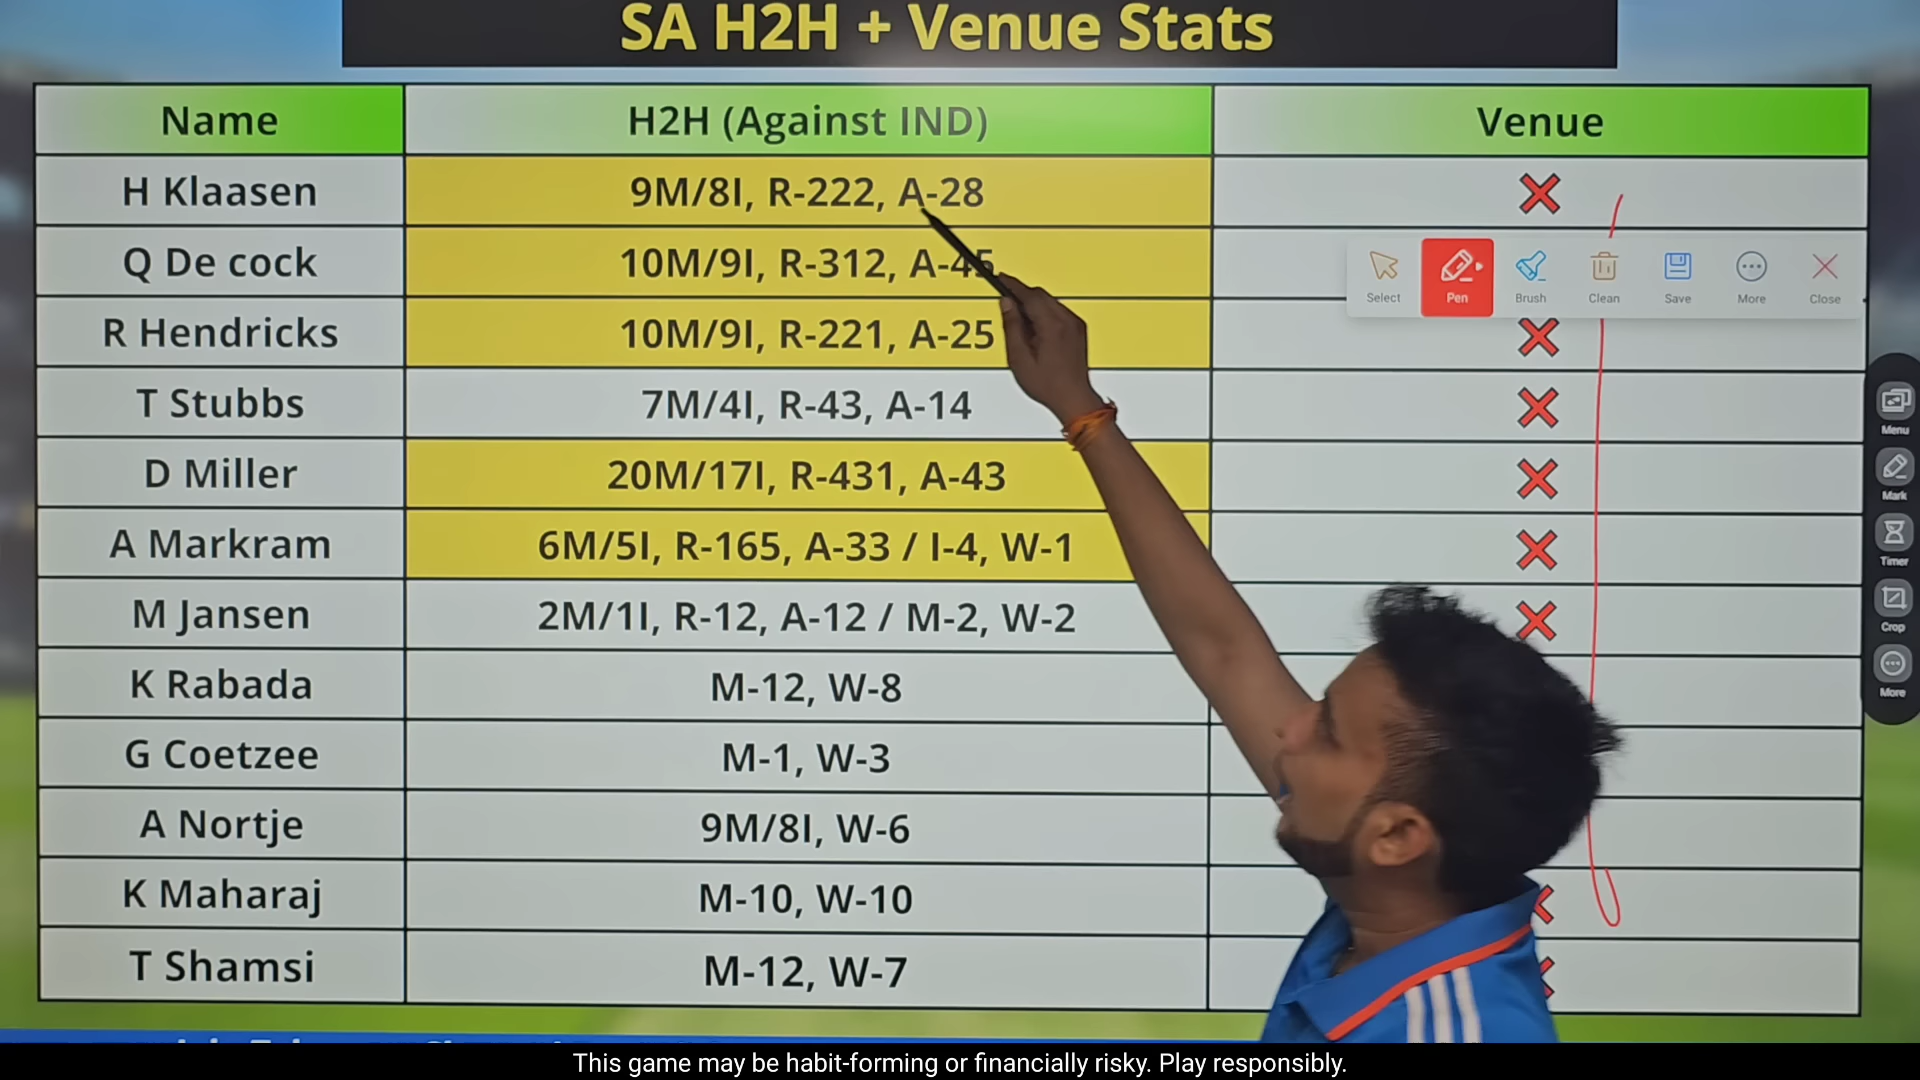 SA H2H + Venue Stats
Name H2H (Against IND) Venue
H Klaasen 9M/8I, R-222, A-28
Q De cock 10M/9I, R-312, A-45
R Hendricks 10M/9I, R-221, A-25
T Stubbs 7M/4I, R-43, A-14
D Miller 20M/17I, R-431, A-43
A Markram 6M/5I, R-165, A-33 / I-4, W-1
M Jansen 2M/1I, R-12, A-12 / M-2, W-2
K Rabada M-12, W-8
G Coetzee M-1, W-3
A Nortje 9M/8I, W-6
K Maharaj M-10, W-10
T Shamsi M-12, W-7
Select Pen Brush Clean Save More Close
Menu
Mark
Timer
Crop
More
This game may be habit-forming or financially risky. Play responsibly.